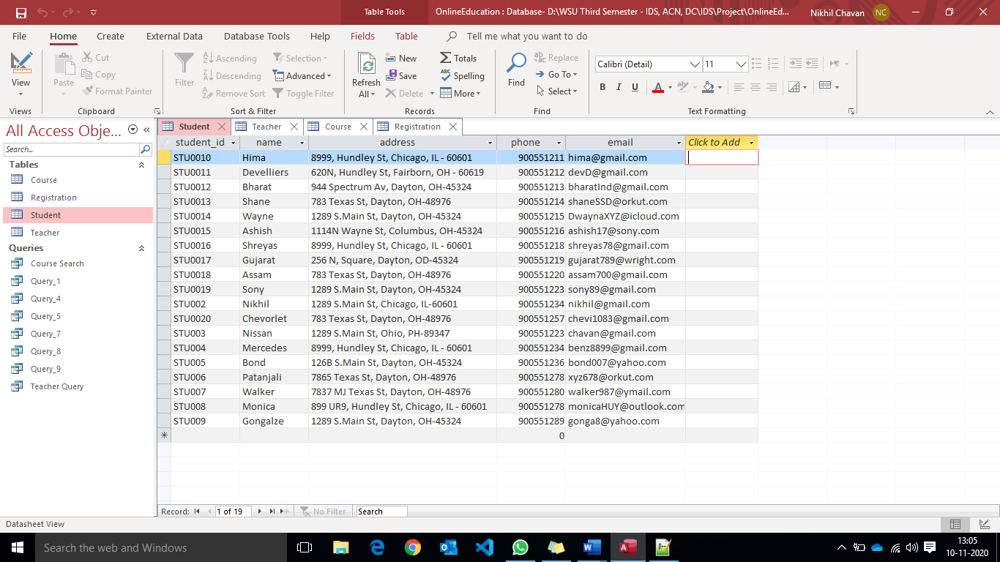 Table Tools
OnlineEducation : Database- D:\WSU Third Semester - IDS, ACN, DC\IDS\Project\OnlineEd...
Nikhil Chavan
NC
File Home Create External Data Database Tools Help Fields Table Tell me what you want to do
View
Views
Paste
Cut
Copy
Format Painter
Clipboard
Filter
Ascending
Descending
Remove Sort
Selection
Advanced
Toggle Filter
Sort & Filter
Refresh All
New
Save
Delete
Totals
Spelling
More
Records
Find
Replace
Go To
Select
Find
Calibri (Detail) 11
B I U A
Text Formatting
All Access Obje...
Search...
Tables
Course
Registration
Student
Teacher
Queries
Course Search
Query_1
Query_4
Query_5
Query_7
Query_8
Query_9
Teacher Query
Student Teacher Course Registration
student_id name address phone email Click to Add
STU0010 Hima 8999, Hundley St, Chicago, IL - 60601 900551211 hima@gmail.com
STU0011 Develliers 620N, Hundley St, Fairborn, OH - 60619 900551212 devD@gmail.com
STU0012 Bharat 944 Spectrum Av, Dayton, OH-45324 900551213 bharatInd@gmail.com
STU0013 Shane 783 Texas St, Dayton, OH-48976 900551214 shaneSSD@orkut.com
STU0014 Wayne 1289 S.Main St, Dayton, OH-45324 900551215 DwaynaXYZ@icloud.com
STU0015 Ashish 1114N Wayne St, Columbus, OH-45324 900551216 ashish17@sony.com
STU0016 Shreyas 8999, Hundley St, Chicago, IL - 60601 900551218 shreyas78@gmail.com
STU0017 Gujarat 256 N, Square, Dayton, OD-45324 900551219 gujarat789@wright.com
STU0018 Assam 783 Texas St, Dayton, OH-48976 900551220 assam700@gmail.com
STU0019 Sony 1289 S.Main St, Dayton, OH-45324 900551223 sony89@gmail.com
STU002 Nikhil 1289 S.Main St, Chicago, IL-60601 900551234 nikhil@gmail.com
STU0020 Chevorlet 783 Texas St, Dayton, OH-48976 900551257 chevi1083@gmail.com
STU003 Nissan 1289 S.Main St, Ohio, PH-89347 900551223 chavan@gmail.com
STU004 Mercedes 8999, Hundley St, Chicago, IL - 60601 900551234 benz8899@gmail.com
STU005 Bond 126B S.Main St, Dayton, OH-45324 900551236 bond007@yahoo.com
STU006 Patanjali 7865 Texas St, Dayton, OH-48976 900551278 xyz678@orkut.com
STU007 Walker 7837 MJ Texas St, Dayton, OH-48976 900551280 walker987@ymail.com
STU008 Monica 899 UR9, Hundley St, Chicago, IL - 60601 900551278 monicaHUY@outlook.com
STU009 Gongalze 1289 S.Main St, Dayton, OH-45324 900551289 gonga8@yahoo.com
0
Record: 1 of 19 No Filter Search
Datasheet View
Search the web and Windows
13:05
10-11-2020